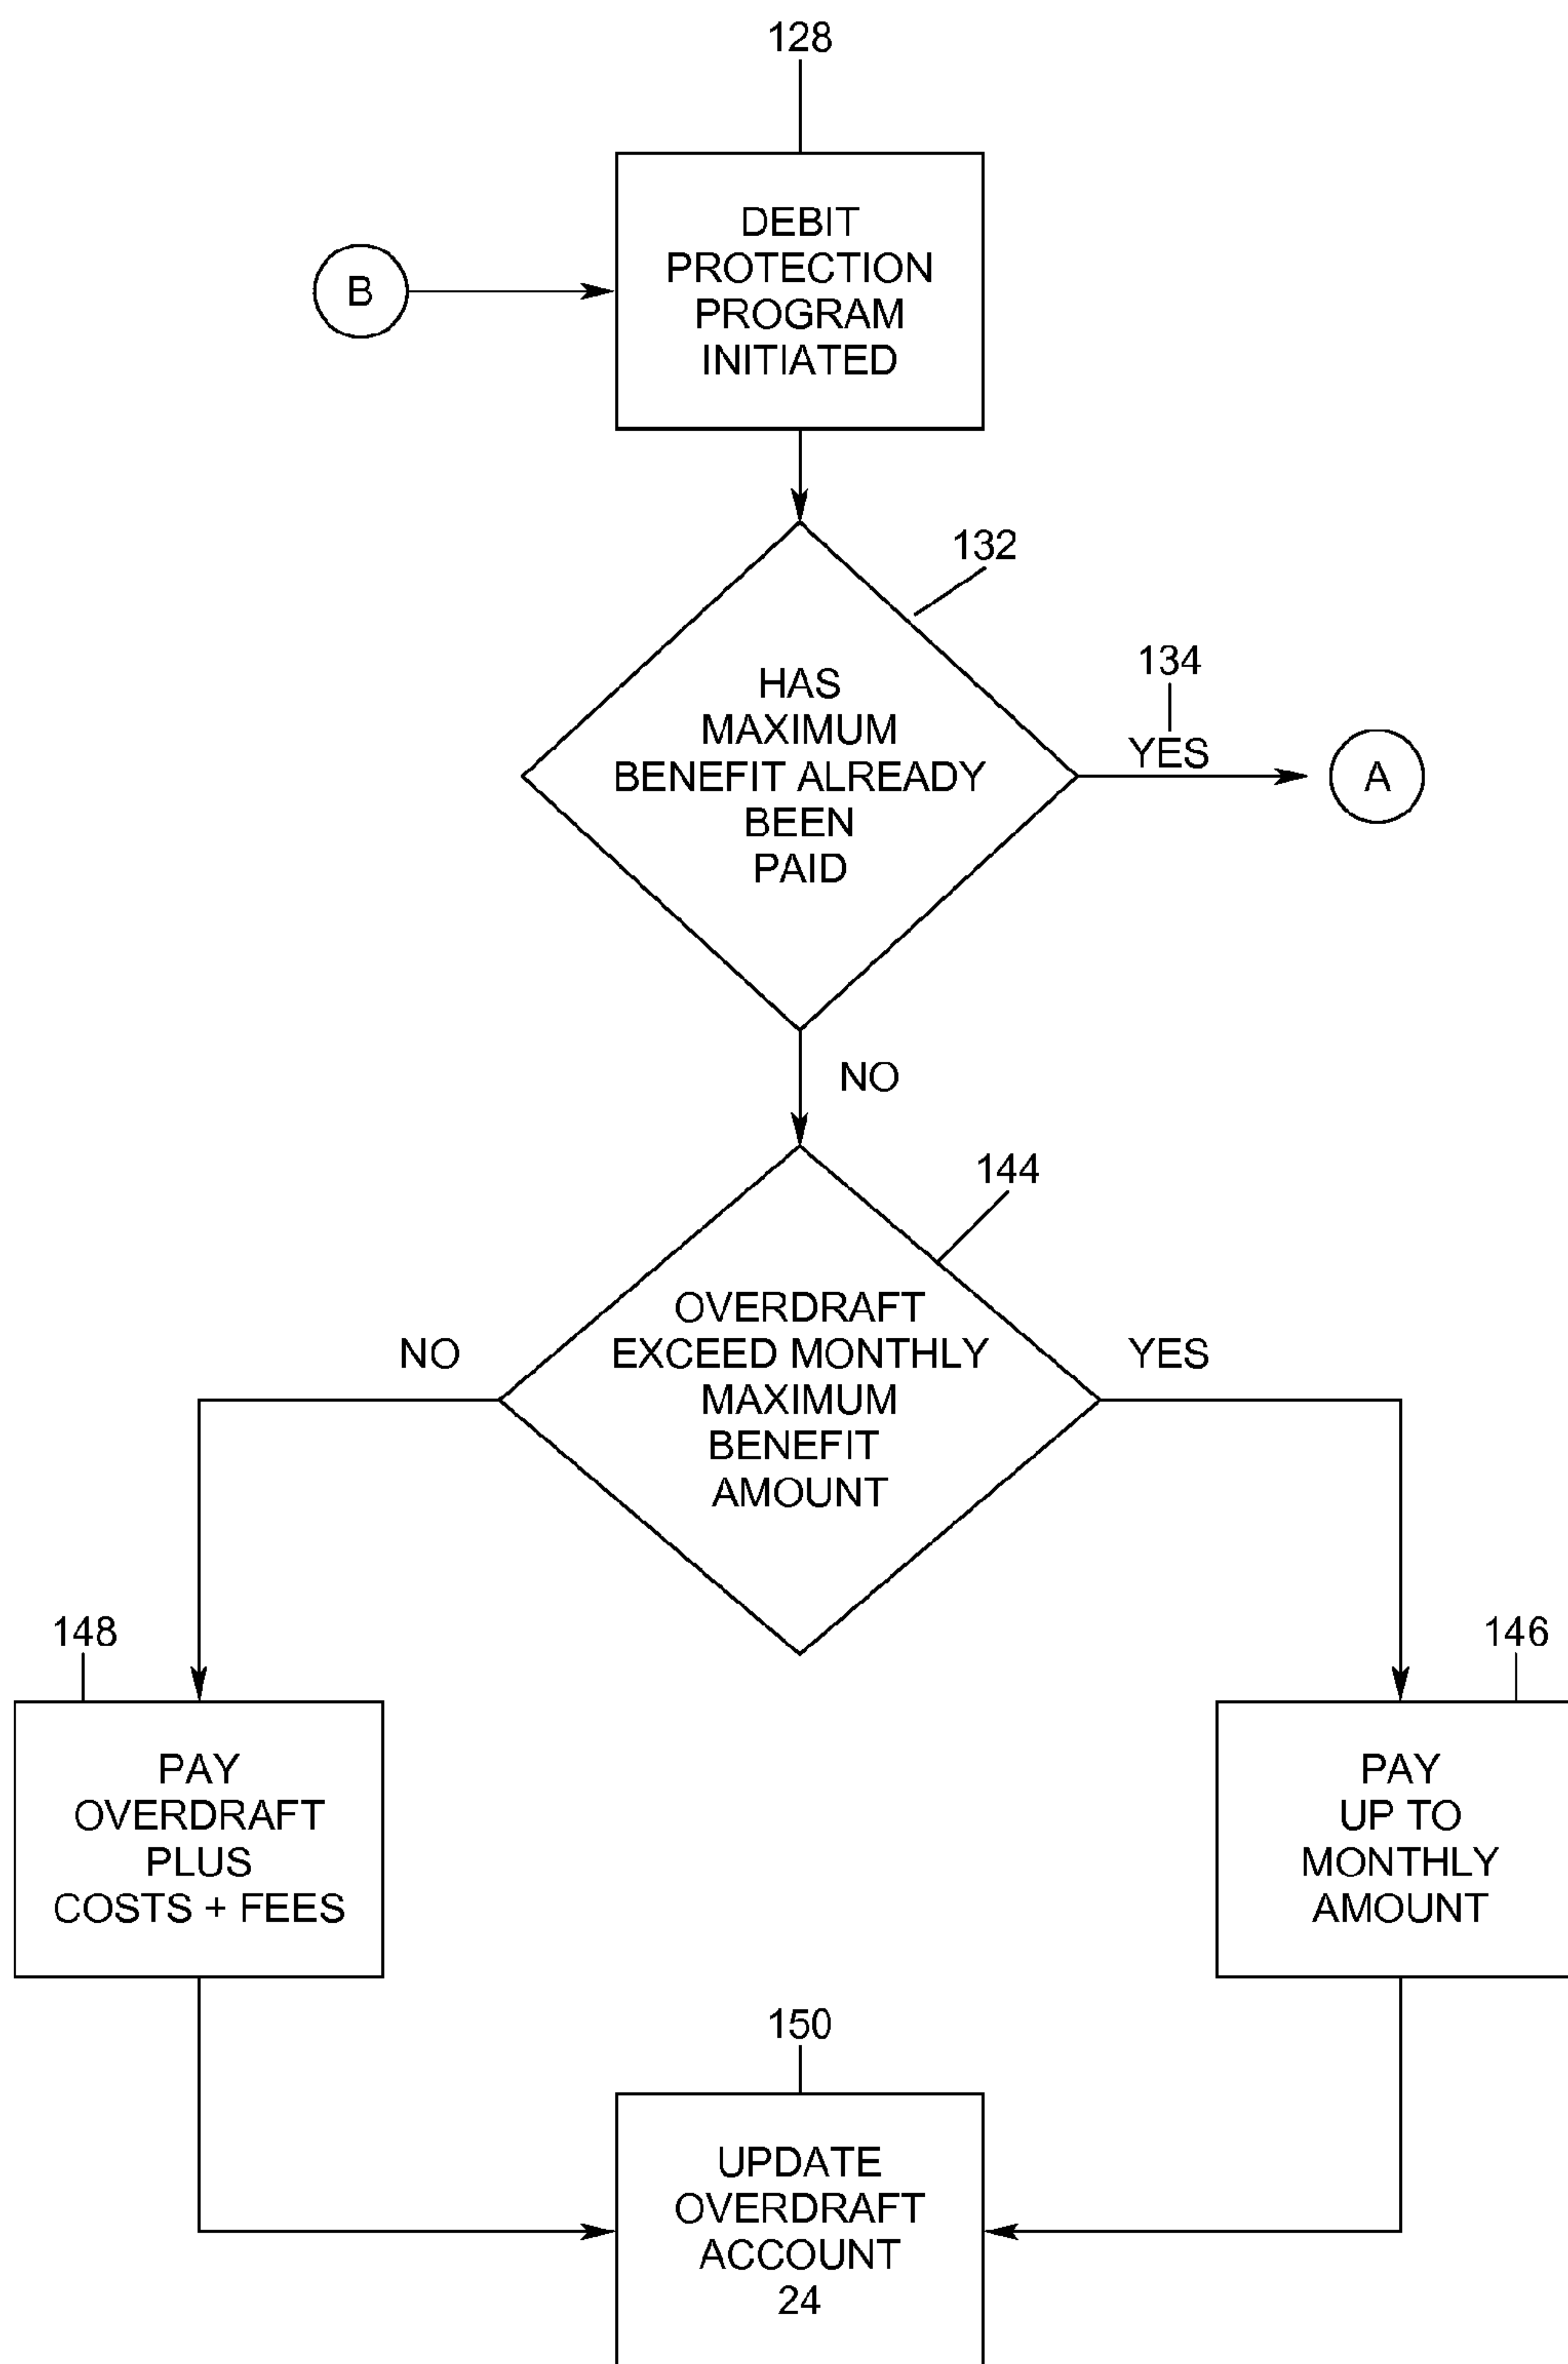 128
DEBIT
PROTECTION
PROGRAM
INITIATED
B
132
HAS
MAXIMUM
BENEFIT ALREADY
BEEN
PAID
134
YES
A
NO
144
OVERDRAFT
EXCEED MONTHLY
MAXIMUM
BENEFIT
AMOUNT
NO
YES
148
PAY
OVERDRAFT
PLUS
COSTS + FEES
146
PAY
UP TO
MONTHLY
AMOUNT
150
UPDATE
OVERDRAFT
ACCOUNT
24